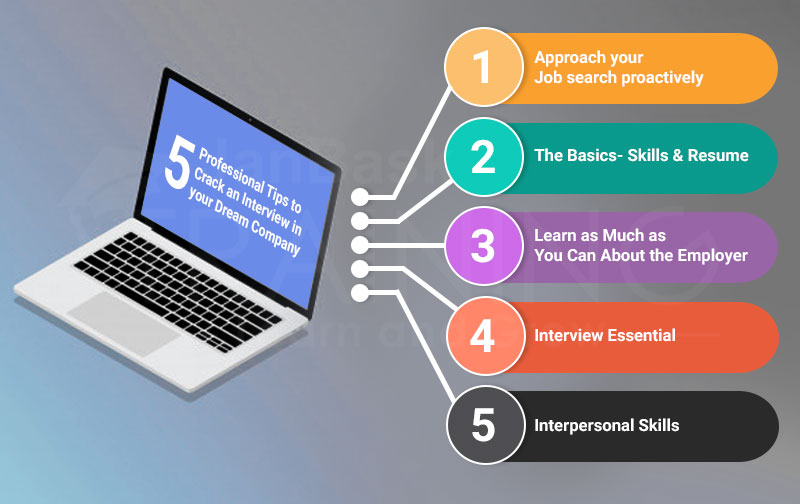 5
Professional Tips to
Crack an Interview in
your Dream Company
1
Approach your
Job search proactively
2
The Basics- Skills & Resume
3
Learn as Much as
You Can About the Employer
4
Interview Essential
5
Interpersonal Skills